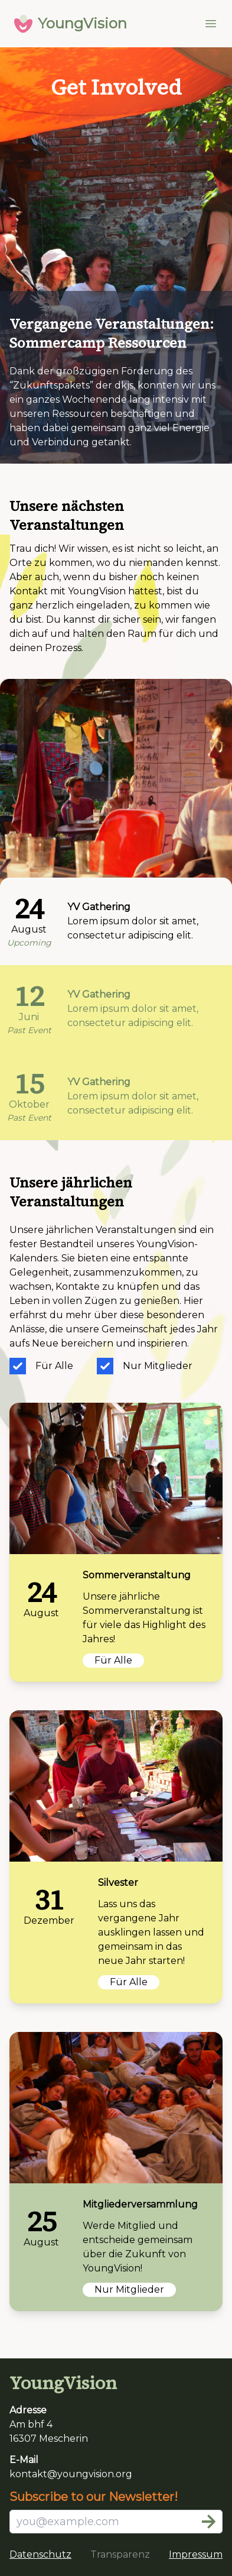 YoungVision
Get Involved
Vergangene Veranstaltungen:
Sommercamp Ressourcen
Dank der großzügigen Förderung des
“Zukunftspakets” der dkjs, konnten wir uns
ein ganzes Wochenende lang intensiv mit
unseren Ressourcen beschäftigen und
haben dabei gemeinsam ganz viel Energie
und Verbindung getankt.
Unsere nächsten
Veranstaltungen
Trau dich! Wir wissen, es ist nicht so leicht, an
Orte zu kommen, wo du niemanden kennst.
Aber auch, wenn du bisher noch keinen
Kontakt mit YoungVision hattest, bist du
ganz herzlich eingeladen, zu kommen wie
du bist. Du kannst dir sicher sein, wir fangen
dich auf und halten den Raum für dich und
deinen Prozess.
24
August
Upcoming
YV Gathering
Lorem ipsum dolor sit amet,
consectetur adipiscing elit.
12
Juni
Past Event
YV Gathering
Lorem ipsum dolor sit amet,
consectetur adipiscing elit.
15
Oktober
Past Event
YV Gathering
Lorem ipsum dolor sit amet,
consectetur adipiscing elit.
Unsere jährlichen
Veranstaltungen
Unsere jährlichen Veranstaltungen sind ein
fester Bestandteil unseres YoungVision-
Kalenders. Sie bieten eine entspannte
Gelegenheit, zusammenzukommen, zu
wachsen, Kontakte zu knüpfen und das
Leben in vollen Zügen zu genießen. Hier
erfährst du mehr über diese besonderen
Anlässe, die unsere Gemeinschaft jedes Jahr
aufs Neue bereichern und inspirieren.
Für Alle
Nur Mitglieder
24
August
Sommerveranstaltung
Unsere jährliche
Sommerveranstaltung ist
für viele das Highlight des
Jahres!
Für Alle
31
Dezember
Silvester
Lass uns das
vergangene Jahr
ausklingen lassen und
gemeinsam in das
neue Jahr starten!
Für Alle
25
August
Mitgliederversammlung
Werde Mitglied und
entscheide gemeinsam
über die Zukunft von
YoungVision!
Nur Mitglieder
YoungVision
Adresse
Am bhf 4
16307 Mescherin
E-Mail
kontakt@youngvision.org
Subscribe to our Newsletter!
you@example.com
Datenschutz
Transparenz
Impressum